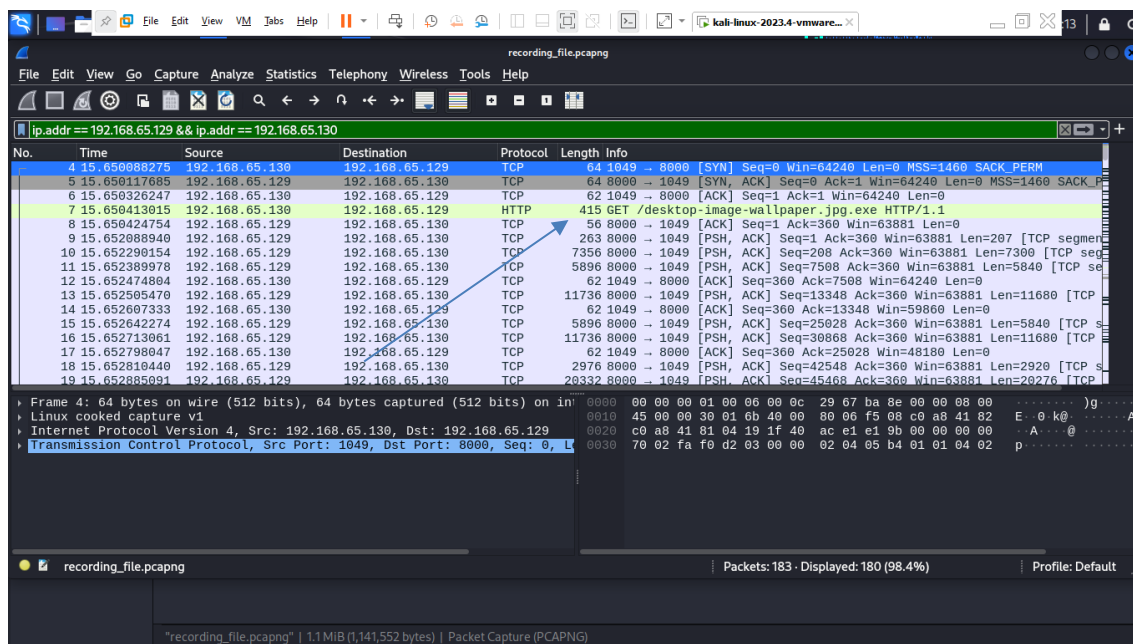 File Edit View VM Tabs Help kali-linux-2023.4-vmware... :13
recording_file.pcapng
File Edit View Go Capture Analyze Statistics Telephony Wireless Tools Help
ip.addr == 192.168.65.129 && ip.addr == 192.168.65.130
No. Time Source Destination Protocol Length Info
4 15.650088275 192.168.65.130 192.168.65.129 TCP 64 1049 → 8000 [SYN] Seq=0 Win=64240 Len=0 MSS=1460 SACK_PERM
5 15.650117685 192.168.65.129 192.168.65.130 TCP 64 8000 → 1049 [SYN, ACK] Seq=0 Ack=1 Win=64240 Len=0 MSS=1460 SACK_P
6 15.650326247 192.168.65.130 192.168.65.129 TCP 62 1049 → 8000 [ACK] Seq=1 Ack=1 Win=64240 Len=0
7 15.650413015 192.168.65.130 192.168.65.129 HTTP 415 GET /desktop-image-wallpaper.jpg.exe HTTP/1.1
8 15.650424754 192.168.65.129 192.168.65.130 TCP 56 8000 → 1049 [ACK] Seq=1 Ack=360 Win=63881 Len=0
9 15.652088940 192.168.65.129 192.168.65.130 TCP 263 8000 → 1049 [PSH, ACK] Seq=1 Ack=360 Win=63881 Len=207 [TCP segmen
10 15.652290154 192.168.65.129 192.168.65.130 TCP 7356 8000 → 1049 [PSH, ACK] Seq=208 Ack=360 Win=63881 Len=7300 [TCP seg
11 15.652389978 192.168.65.129 192.168.65.130 TCP 5896 8000 → 1049 [PSH, ACK] Seq=7508 Ack=360 Win=63881 Len=5840 [TCP se
12 15.652474804 192.168.65.130 192.168.65.129 TCP 62 1049 → 8000 [ACK] Seq=360 Ack=7508 Win=64240 Len=0
13 15.652505470 192.168.65.129 192.168.65.130 TCP 11736 8000 → 1049 [PSH, ACK] Seq=13348 Ack=360 Win=63881 Len=11680 [TCP
14 15.652607333 192.168.65.130 192.168.65.129 TCP 62 1049 → 8000 [ACK] Seq=360 Ack=13348 Win=59860 Len=0
15 15.652642274 192.168.65.129 192.168.65.130 TCP 5896 8000 → 1049 [PSH, ACK] Seq=25028 Ack=360 Win=63881 Len=5840 [TCP s
16 15.652713061 192.168.65.129 192.168.65.130 TCP 11736 8000 → 1049 [PSH, ACK] Seq=30868 Ack=360 Win=63881 Len=11680 [TCP
17 15.652798047 192.168.65.130 192.168.65.129 TCP 62 1049 → 8000 [ACK] Seq=360 Ack=25028 Win=48180 Len=0
18 15.652810440 192.168.65.129 192.168.65.130 TCP 2976 8000 → 1049 [PSH, ACK] Seq=42548 Ack=360 Win=63881 Len=2920 [TCP s
19 15.652885091 192.168.65.129 192.168.65.130 TCP 20332 8000 → 1049 [PSH, ACK] Seq=45468 Ack=360 Win=63881 Len=20276 [TCP
Frame 4: 64 bytes on wire (512 bits), 64 bytes captured (512 bits) on in
Linux cooked capture v1
Internet Protocol Version 4, Src: 192.168.65.130, Dst: 192.168.65.129
Transmission Control Protocol, Src Port: 1049, Dst Port: 8000, Seq: 0, L
0000 00 00 00 01 00 06 00 0c 29 67 ba 8e 00 00 08 00 ········ )g······
0010 45 00 00 30 01 6b 40 00 80 06 f5 08 c0 a8 41 82 E··0·k@· ······A·
0020 c0 a8 41 81 04 19 1f 40 ac e1 e1 9b 00 00 00 00 ··A····@ ········
0030 70 02 fa f0 d2 03 00 00 02 04 05 b4 01 01 04 02 p······· ········
recording_file.pcapng Packets: 183 · Displayed: 180 (98.4%) Profile: Default
"recording_file.pcapng" | 1.1 MiB (1,141,552 bytes) | Packet Capture (PCAPNG)